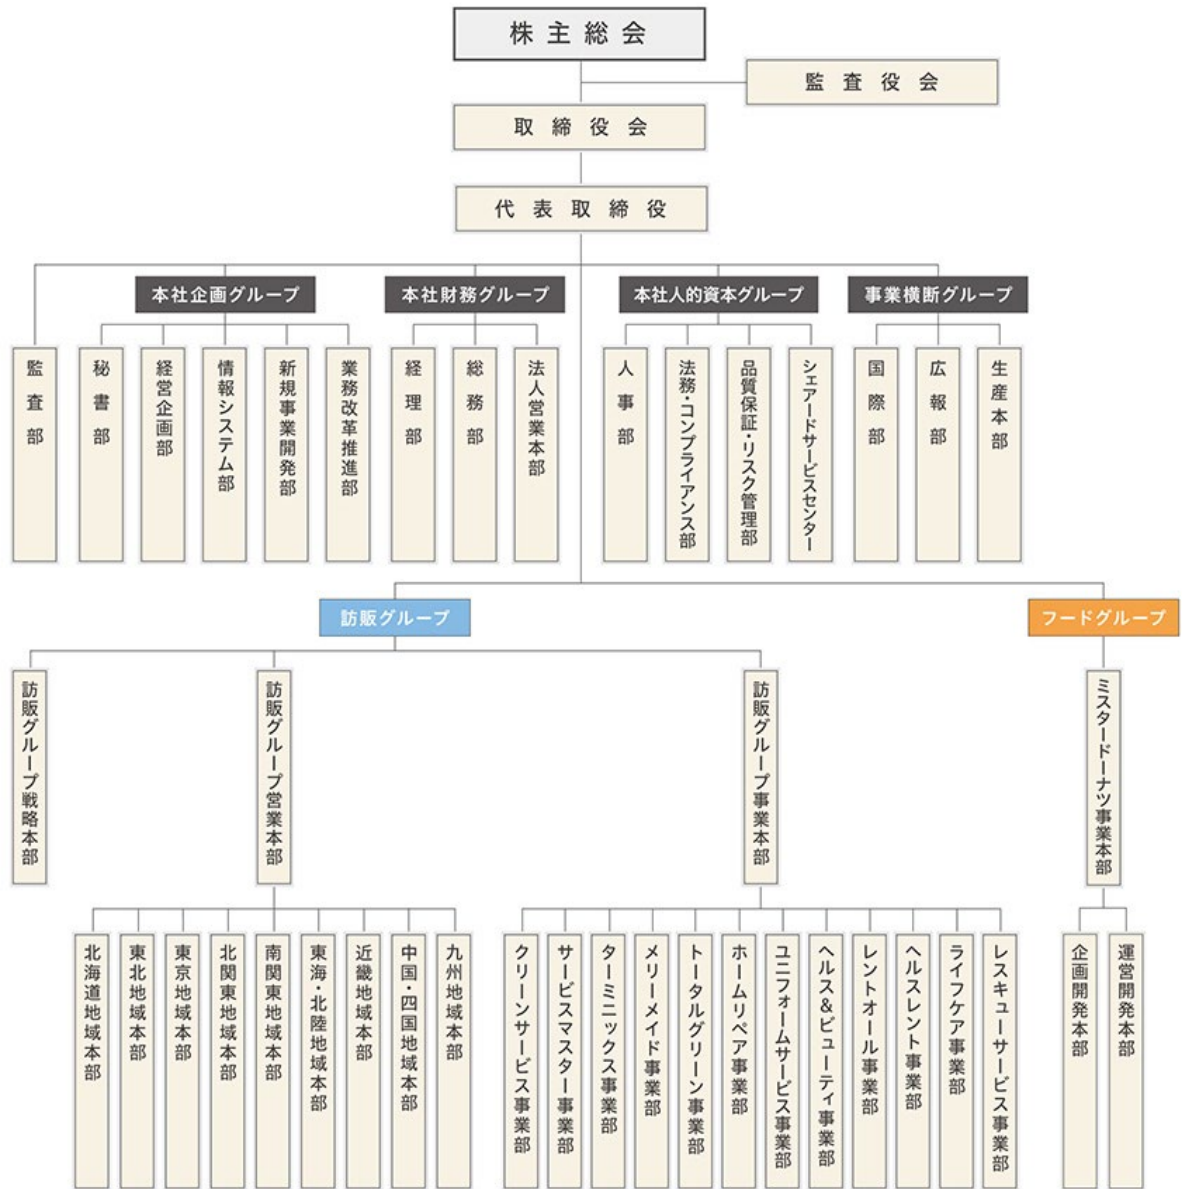 株主総会
監査役会
取締役会
代表取締役
本社企画グループ
本社財務グループ
本社人的資本グループ
事業横断グループ
監査部
秘書部
経営企画部
情報システム部
新規事業開発部
業務改革推進部
経理部
総務部
法人営業本部
人事部
法務・コンプライアンス部
品質保証・リスク管理部
シェアードサービスセンター
国際部
広報部
生産本部
訪販グループ
フードグループ
訪販グループ戦略本部
訪販グループ営業本部
訪販グループ事業本部
ミスタードーナツ事業本部
北海道地域本部
東北地域本部
東京地域本部
北関東地域本部
南関東地域本部
東海・北陸地域本部
近畿地域本部
中国・四国地域本部
九州地域本部
クリーンサービス事業部
サービスマスター事業部
ターミニックス事業部
メリーメイド事業部
トータルグリーン事業部
ホームリペア事業部
ユニフォームサービス事業部
ヘルス&ビューティ事業部
レントオール事業部
ヘルスレント事業部
ライフケア事業部
レスキューサービス事業部
企画開発本部
運営開発本部